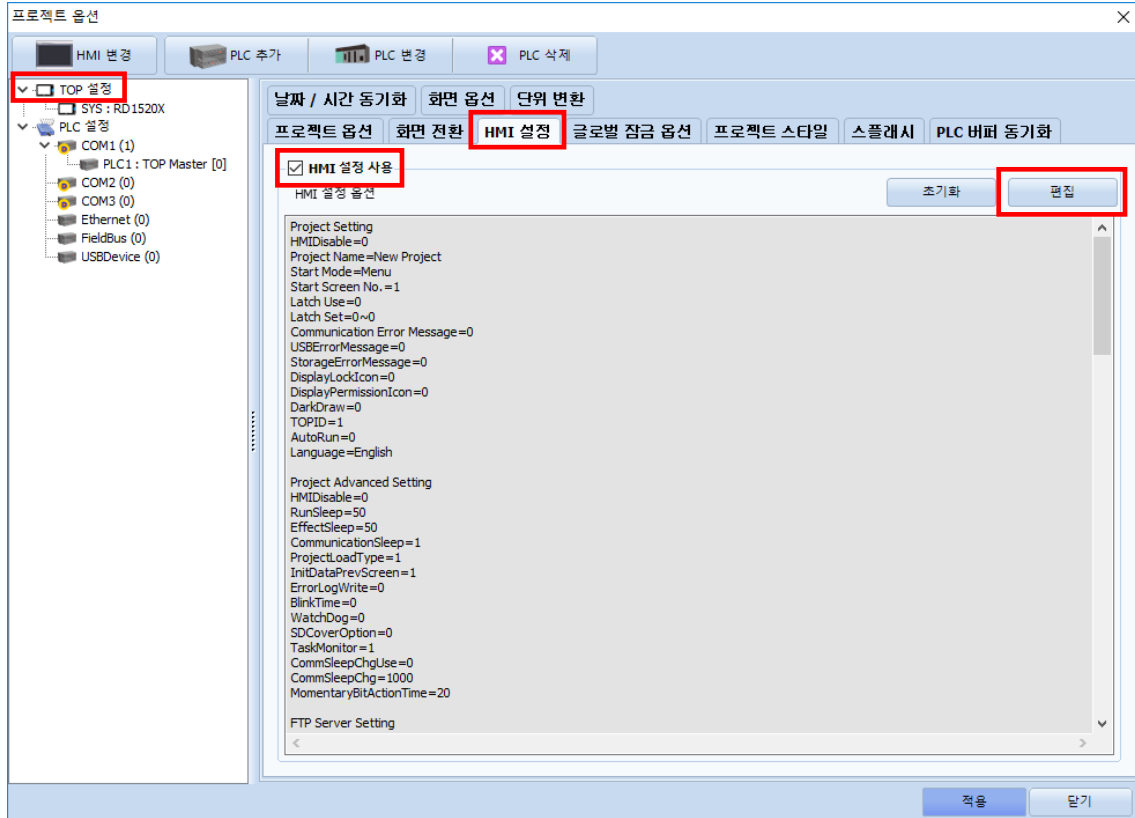 프로젝트 옵션
HMI 변경
PLC 추가
PLC 변경
PLC 삭제
TOP 설정
SYS : RD1520X
PLC 설정
COM1 (1)
PLC1 : TOP Master [0]
COM2 (0)
COM3 (0)
Ethernet (0)
FieldBus (0)
USBDevice (0)
날짜 / 시간 동기화
화면 옵션
단위 변환
프로젝트 옵션
화면 전환
HMI 설정
글로벌 잠금 옵션
프로젝트 스타일
스플래시
PLC 버퍼 동기화
HMI 설정 사용
HMI 설정 옵션
초기화
편집
Project Setting
HMIDisable=0
Project Name=New Project
Start Mode=Menu
Start Screen No.=1
Latch Use=0
Latch Set=0~0
Communication Error Message=0
USBErrorMessage=0
StorageErrorMessage=0
DisplayLockIcon=0
DisplayPermissionIcon=0
DarkDraw=0
TOPID=1
AutoRun=0
Language=English
Project Advanced Setting
HMIDisable=0
RunSleep=50
EffectSleep=50
CommunicationSleep=1
ProjectLoadType=1
InitDataPrevScreen=1
ErrorLogWrite=0
BlinkTime=0
WatchDog=0
SDCoverOption=0
TaskMonitor=1
CommSleepChgUse=0
CommSleepChg=1000
MomentaryBitActionTime=20
FTP Server Setting
적용
닫기